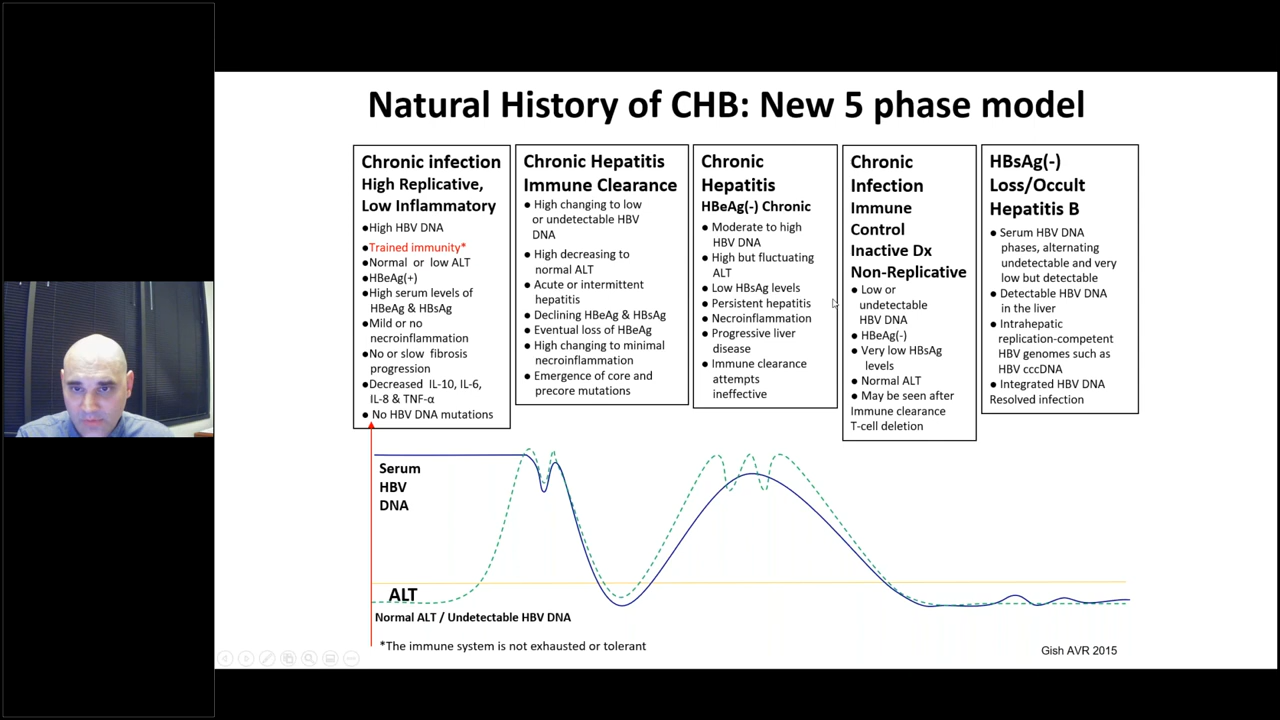 Natural History of CHB: New 5 phase model
Chronic infection
High Replicative,
Low Inflammatory
●High HBV DNA
●Trained immunity*
●Normal or low ALT
●HBeAg(+)
●High serum levels of
HBeAg & HBsAg
●Mild or no
necroinflammation
●No or slow fibrosis
progression
●Decreased IL-10, IL-6,
IL-8 & TNF-α
● No HBV DNA mutations
Chronic Hepatitis
Immune Clearance
● High changing to low
or undetectable HBV
DNA
● High decreasing to
normal ALT
● Acute or intermittent
hepatitis
● Declining HBeAg & HBsAg
● Eventual loss of HBeAg
● High changing to minimal
necroinflammation
● Emergence of core and
precore mutations
Chronic
Hepatitis
HBeAg(-) Chronic
● Moderate to high
HBV DNA
● High but fluctuating
ALT
● Low HBsAg levels
● Persistent hepatitis
● Necroinflammation
● Progressive liver
disease
● Immune clearance
attempts
ineffective
Chronic
Infection
Immune
Control
Inactive Dx
Non-Replicative
● Low or
undetectable
HBV DNA
● HBeAg(-)
● Very low HBsAg
levels
● Normal ALT
● May be seen after
Immune clearance
T-cell deletion
HBsAg(-)
Loss/Occult
Hepatitis B
● Serum HBV DNA
phases, alternating
undetectable and very
low but detectable
● Detectable HBV DNA
in the liver
● Intrahepatic
replication-competent
HBV genomes such as
HBV cccDNA
● Integrated HBV DNA
Resolved infection
Serum
HBV
DNA
ALT
Normal ALT / Undetectable HBV DNA
*The immune system is not exhausted or tolerant
Gish AVR 2015